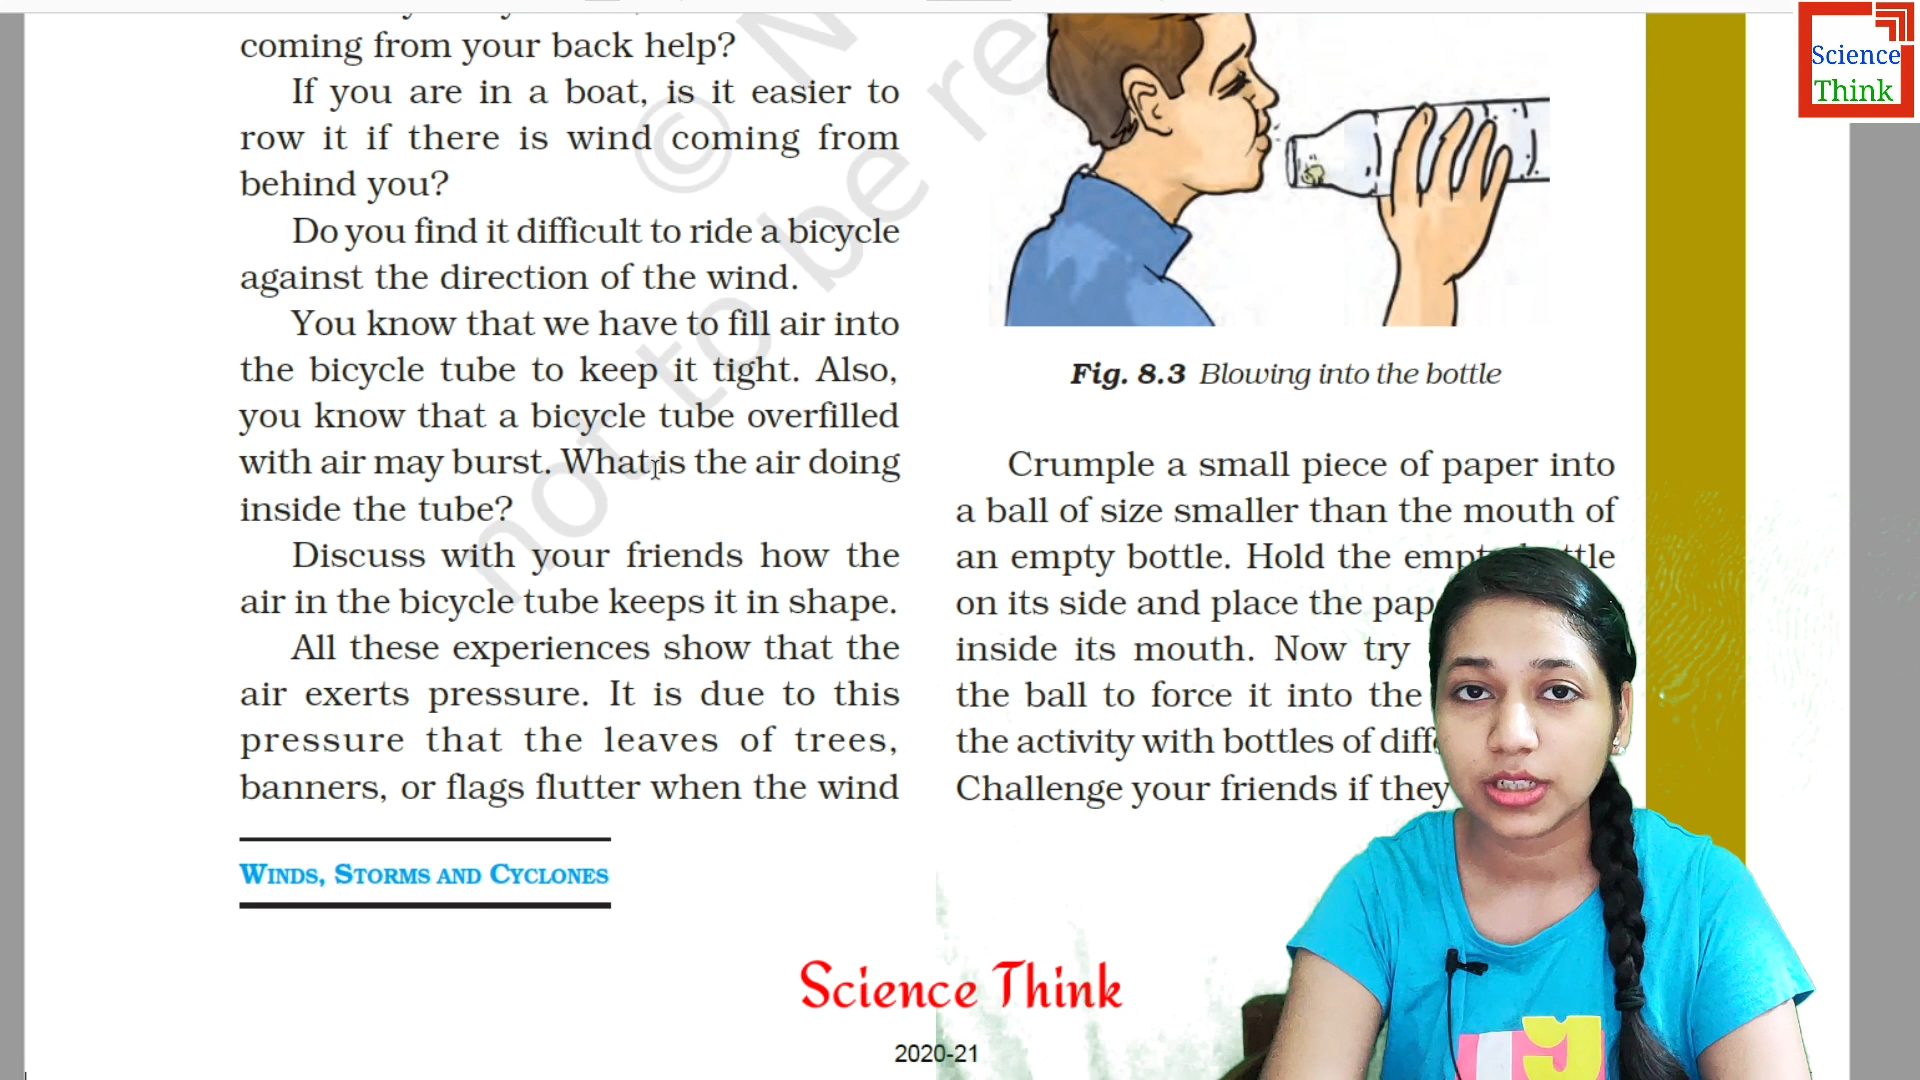 coming from your back help?
If you are in a boat, is it easier to
row it if there is wind coming from
behind you?
Do you find it difficult to ride a bicycle
against the direction of the wind.
You know that we have to fill air into
the bicycle tube to keep it tight. Also,
you know that a bicycle tube overfilled
with air may burst. What is the air doing
inside the tube?
Discuss with your friends how the
air in the bicycle tube keeps it in shape.
All these experiences show that the
air exerts pressure. It is due to this
pressure that the leaves of trees,
banners, or flags flutter when the wind
WINDS, STORMS AND CYCLONES
Fig. 8.3 Blowing into the bottle
Crumple a small piece of paper into
a ball of size smaller than the mouth of
an empty bottle. Hold the empty bottle
on its side and place the
inside its mouth. Now try
the ball to force it into the
the activity with bottles of
Challenge your friends if they
Science Think
2020-21
Science
Think
© N
not to be re